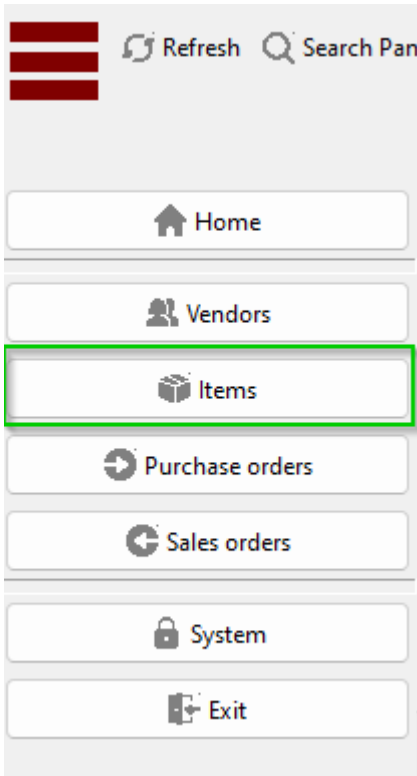 Refresh Search Pan
Home
Vendors
Items
Purchase orders
Sales orders
System
Exit